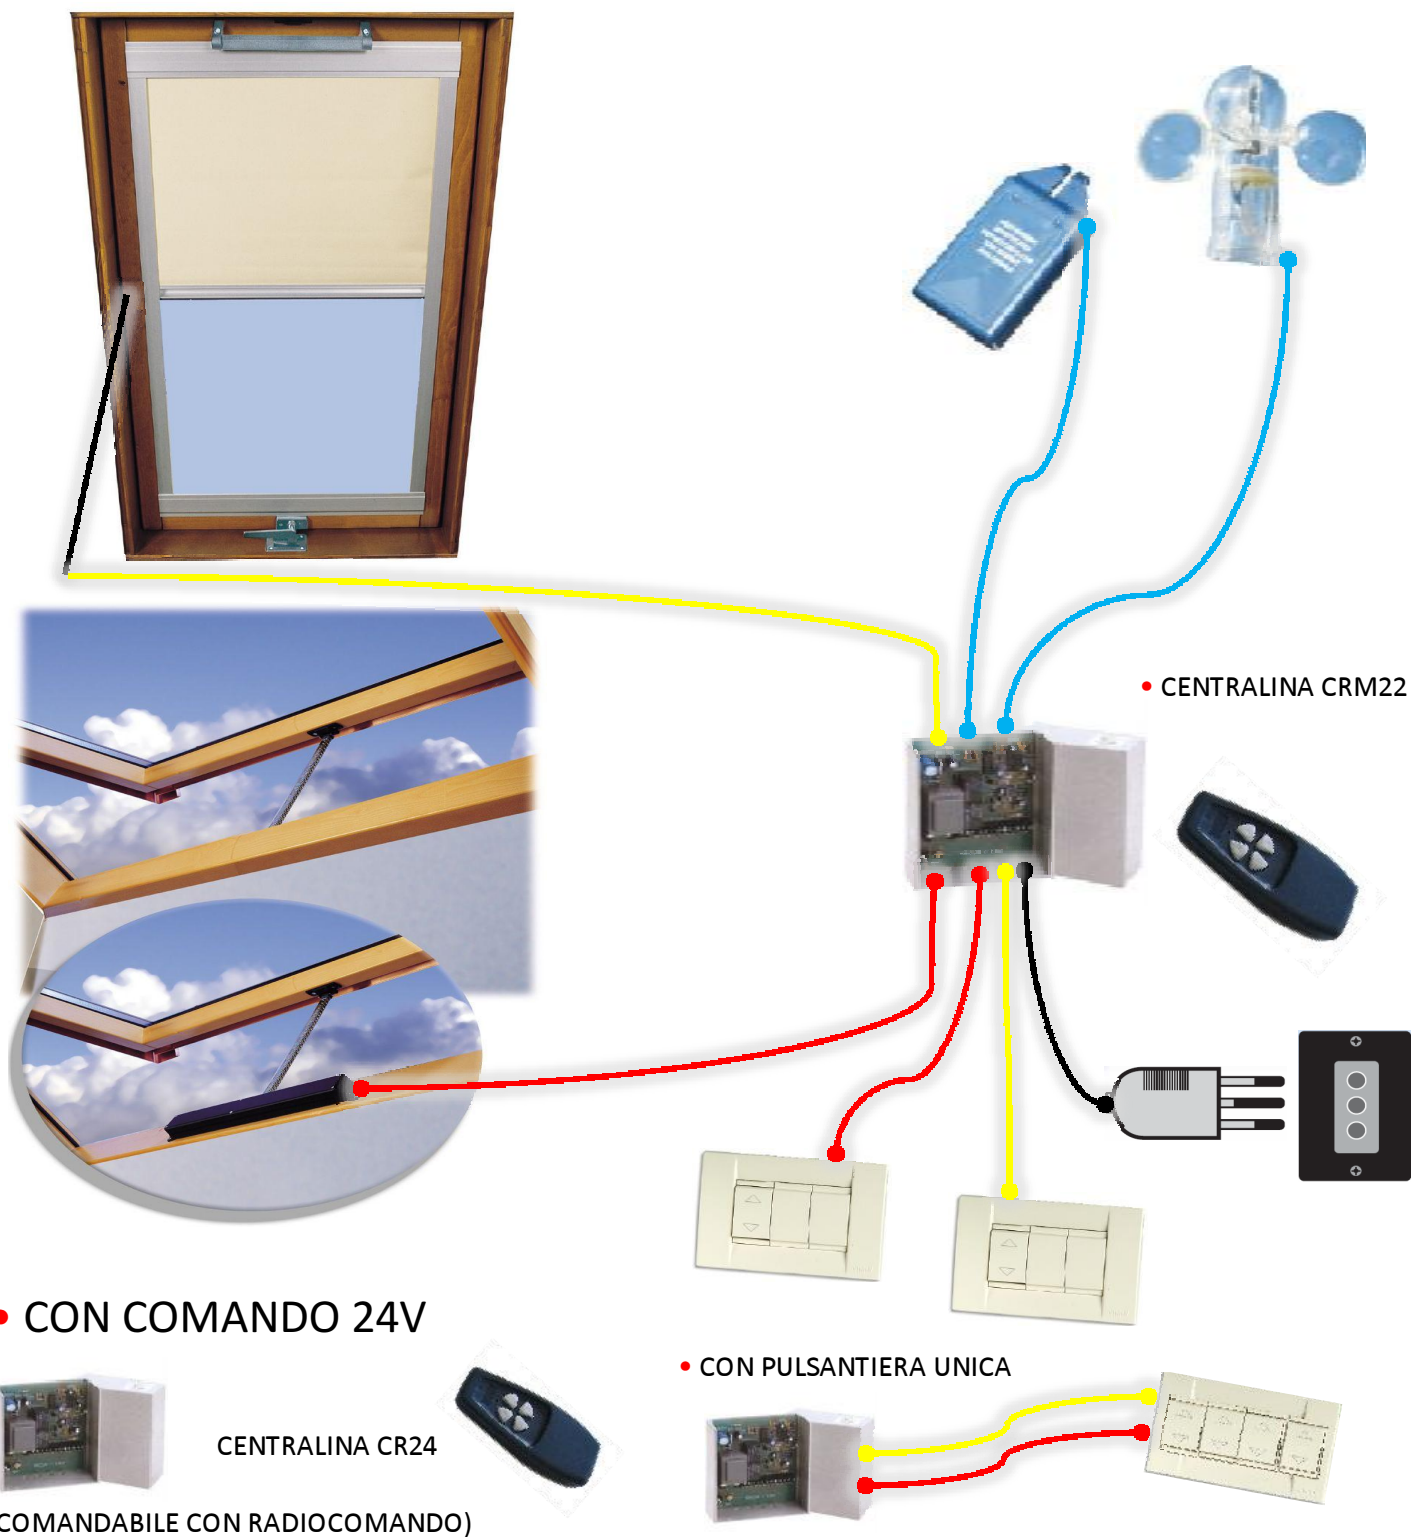 • CENTRALINA CRM22
• CON COMANDO 24V
• CON PULSANTIERA UNICA
CENTRALINA CR24
COMANDABILE CON RADIOCOMANDO)